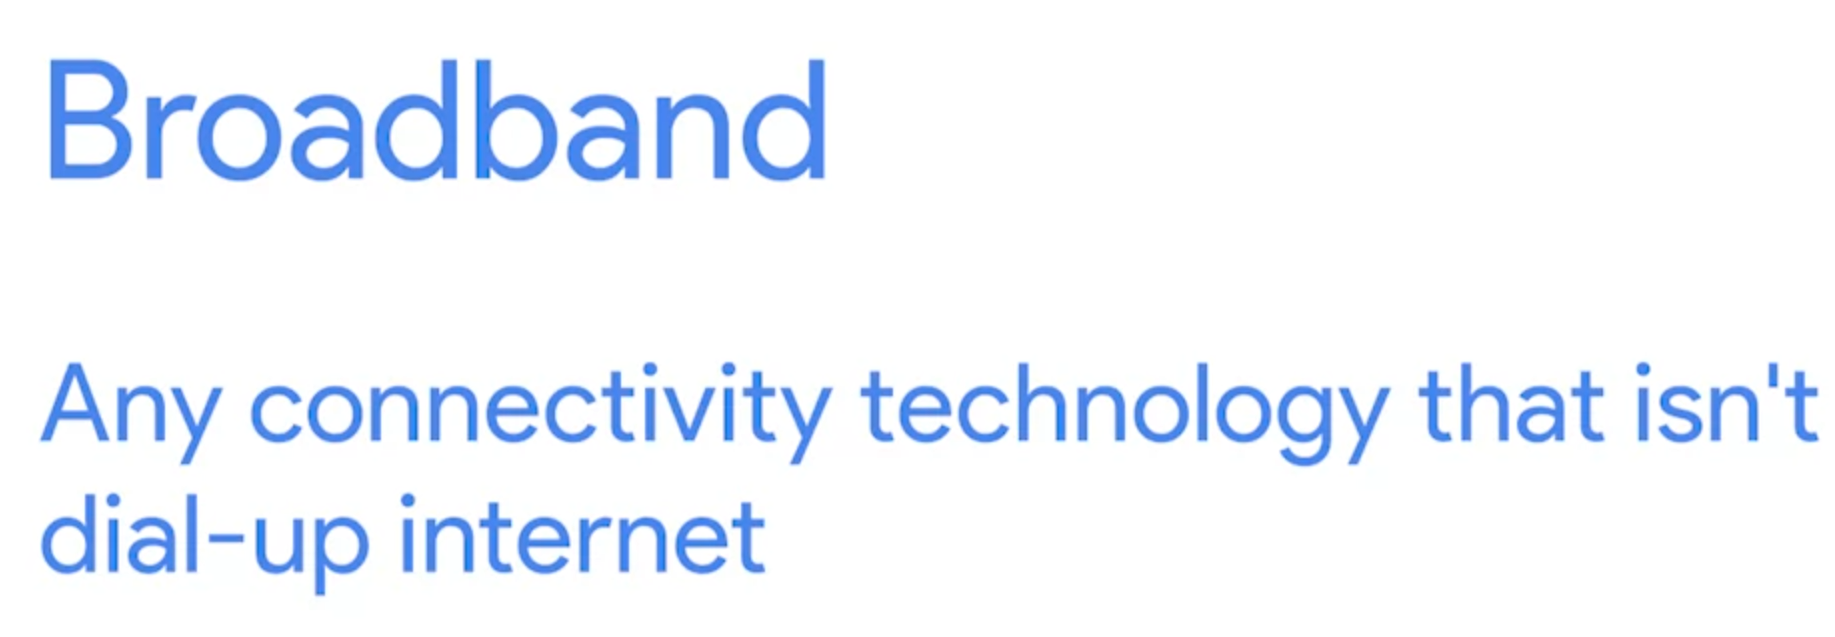 Broadband
Any connectivity technology that isn't
dial-up internet